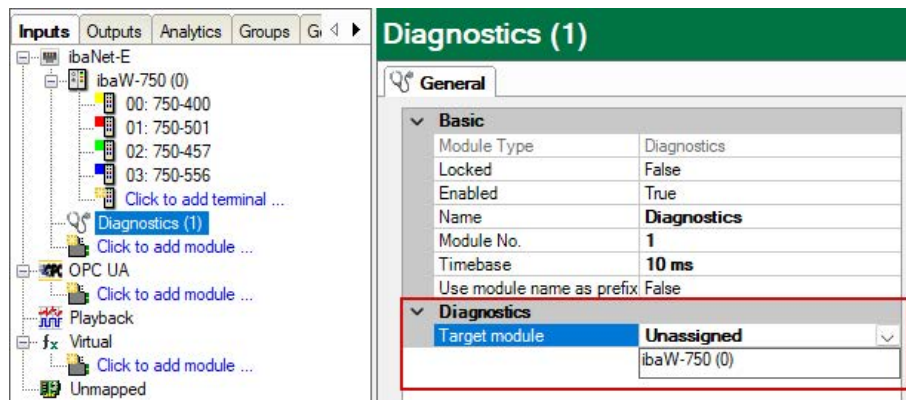 Inputs Outputs Analytics Groups
ibaNet-E
ibaW-750 (0)
00: 750-400
01: 750-501
02: 750-457
03: 750-556
Click to add terminal ...
Diagnostics (1)
Click to add module ...
OPC UA
Click to add module ...
Playback
Virtual
Click to add module ...
Unmapped
Diagnostics (1)
General
Basic
Module Type Diagnostics
Locked False
Enabled True
Name Diagnostics
Module No. 1
Timebase 10 ms
Use module name as prefix False
Diagnostics
Target module Unassigned
ibaW-750 (0)